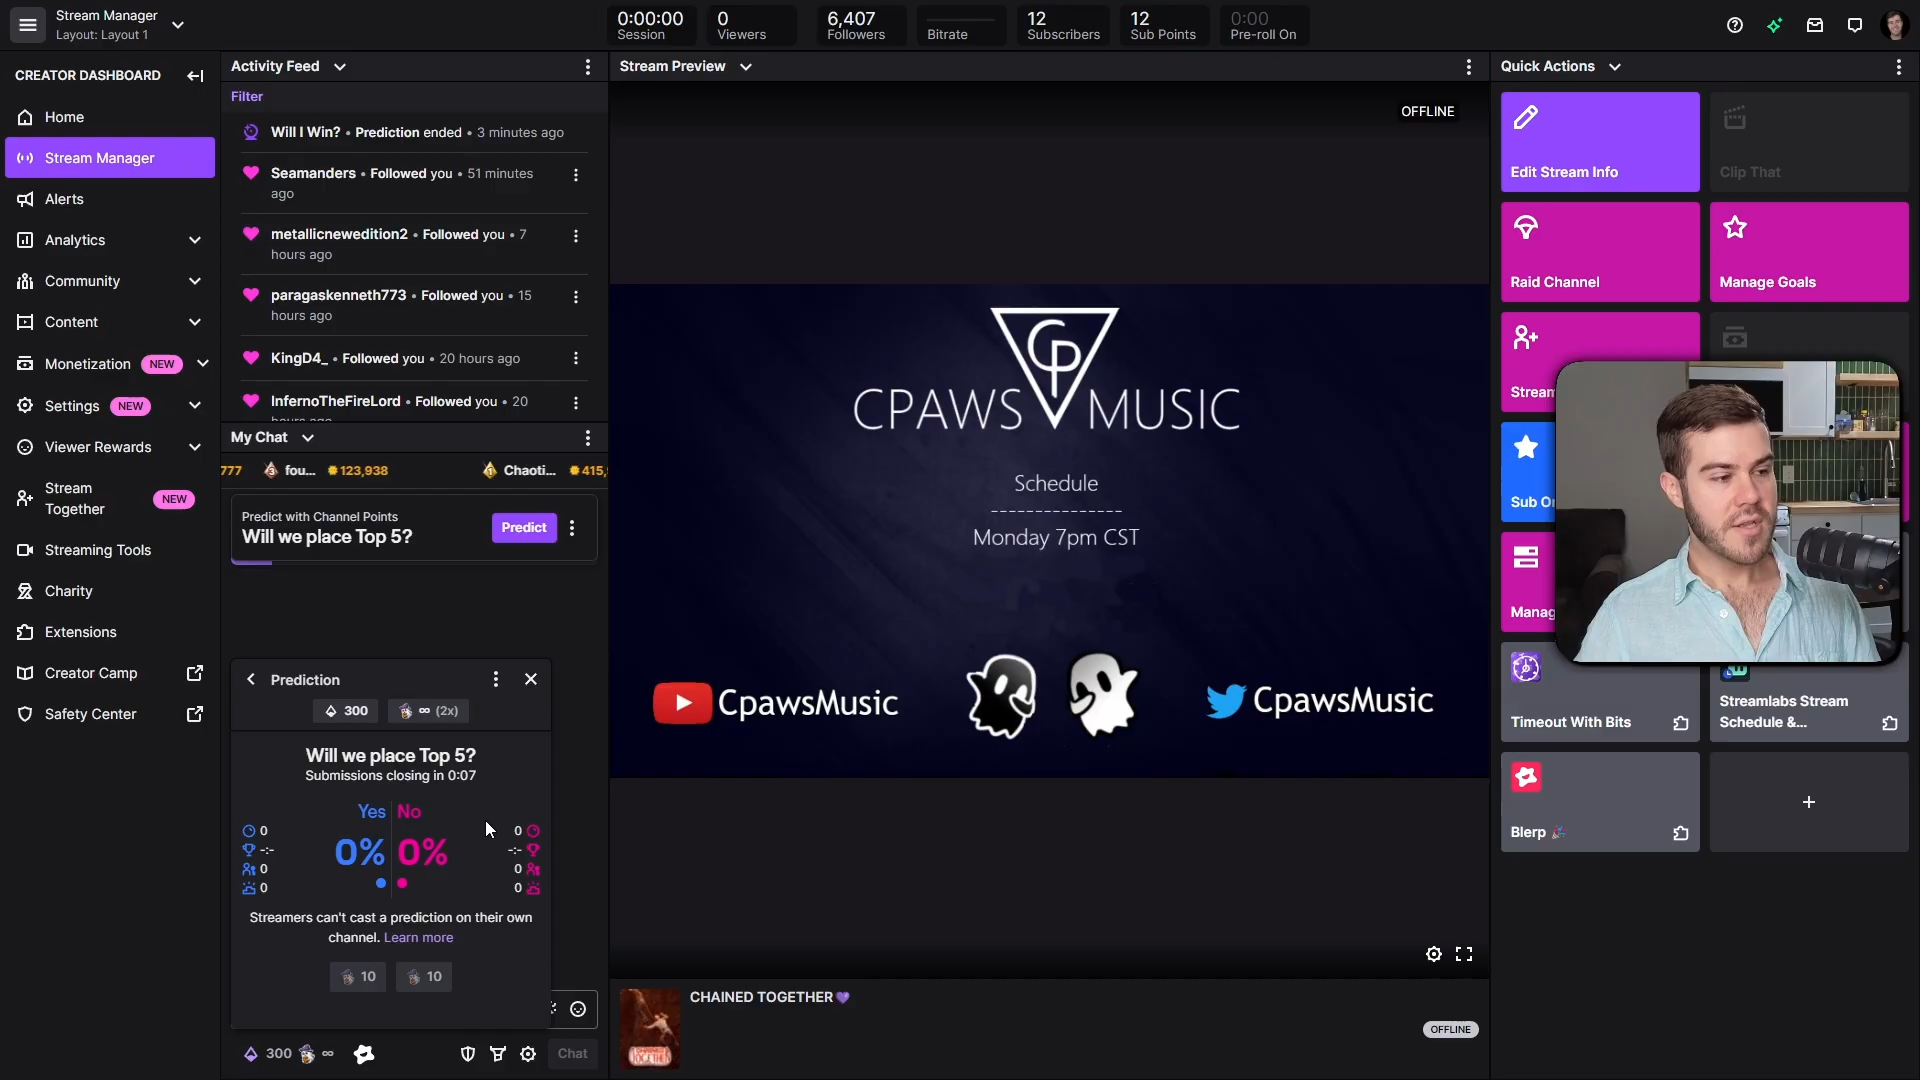 Stream Manager
Layout: Layout 1
0:00:00
Session
0
Viewers
6,407
Followers
Bitrate
12
Subscribers
12
Sub Points
0:00
Pre-roll On
CREATOR DASHBOARD
Home
Stream Manager
Alerts
Analytics
Community
Content
Monetization NEW
Settings NEW
Viewer Rewards
Stream
Together NEW
Streaming Tools
Charity
Extensions
Creator Camp
Safety Center
Activity Feed
Filter
Will I Win? • Prediction ended • 3 minutes ago
Seamanders • Followed you • 51 minutes
ago
metallicnewedition2 • Followed you • 7
hours ago
paragaskenneth773 • Followed you • 15
hours ago
KingD4_ • Followed you • 20 hours ago
InfernoTheFireLord • Followed you • 20
hours ago
My Chat
777 fou... 123,938 Chaoti... 415,
Predict with Channel Points
Will we place Top 5?
Predict
Prediction
300 ∞ (2x)
Will we place Top 5?
Submissions closing in 0:07
Yes No
0 0
0% 0%
-:- -:-
0 0
0 0
Streamers can't cast a prediction on their own
channel. Learn more
10 10
300 ∞
Chat
Stream Preview
OFFLINE
CP
CPAWS MUSIC
Schedule
---------------
Monday 7pm CST
CpawsMusic
CpawsMusic
CHAINED TOGETHER💜
OFFLINE
Quick Actions
Edit Stream Info
Clip That
Raid Channel
Manage Goals
Stream
Sub O
Manag
Timeout With Bits
Streamlabs Stream
Schedule &...
Blerp 🎉
+